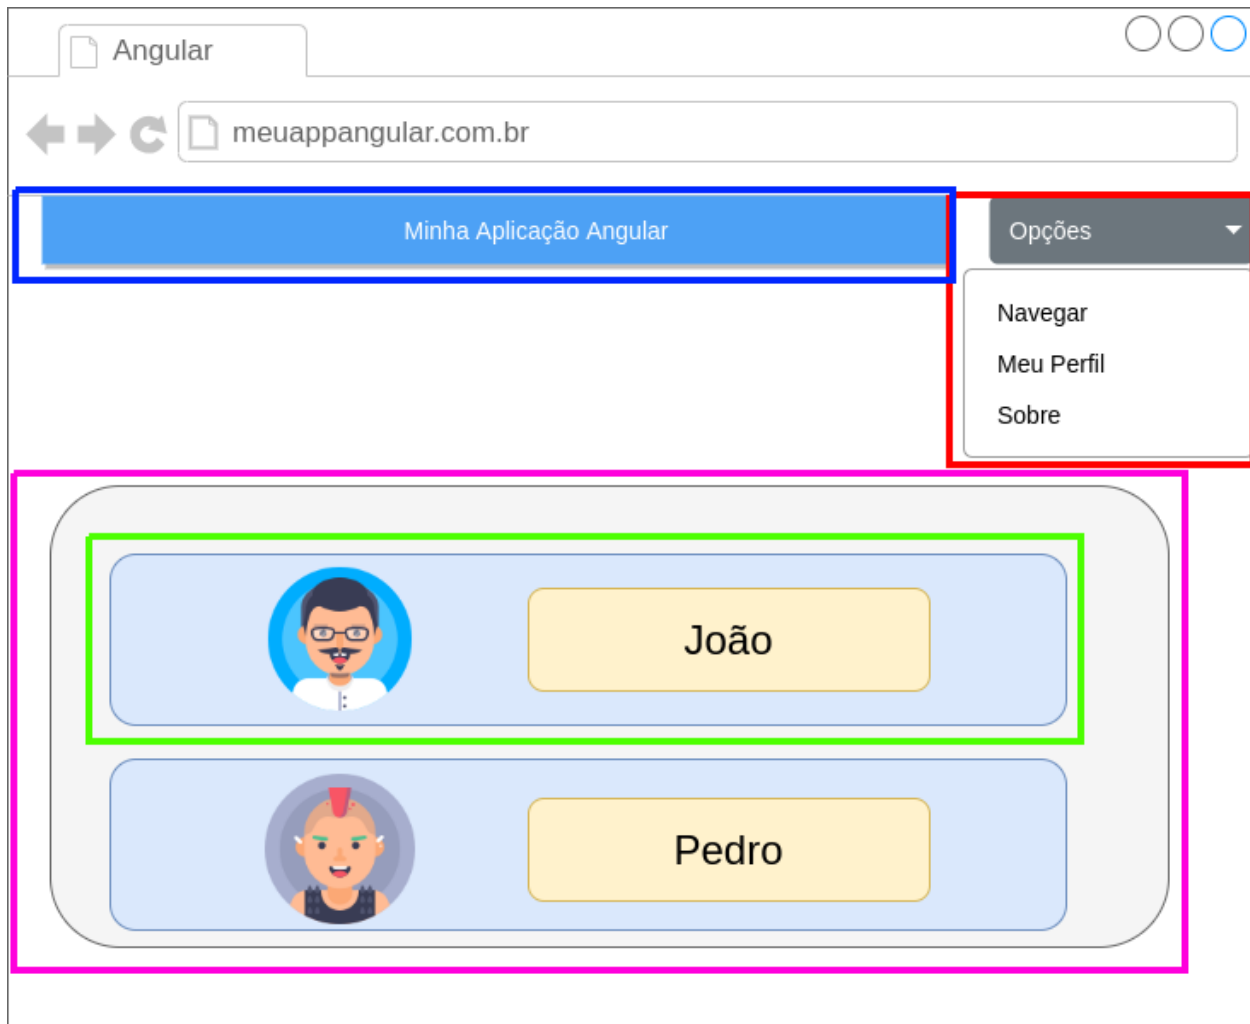 Angular
meuappangular.com.br
Minha Aplicação Angular
Opções
Navegar
Meu Perfil
Sobre
João
Pedro